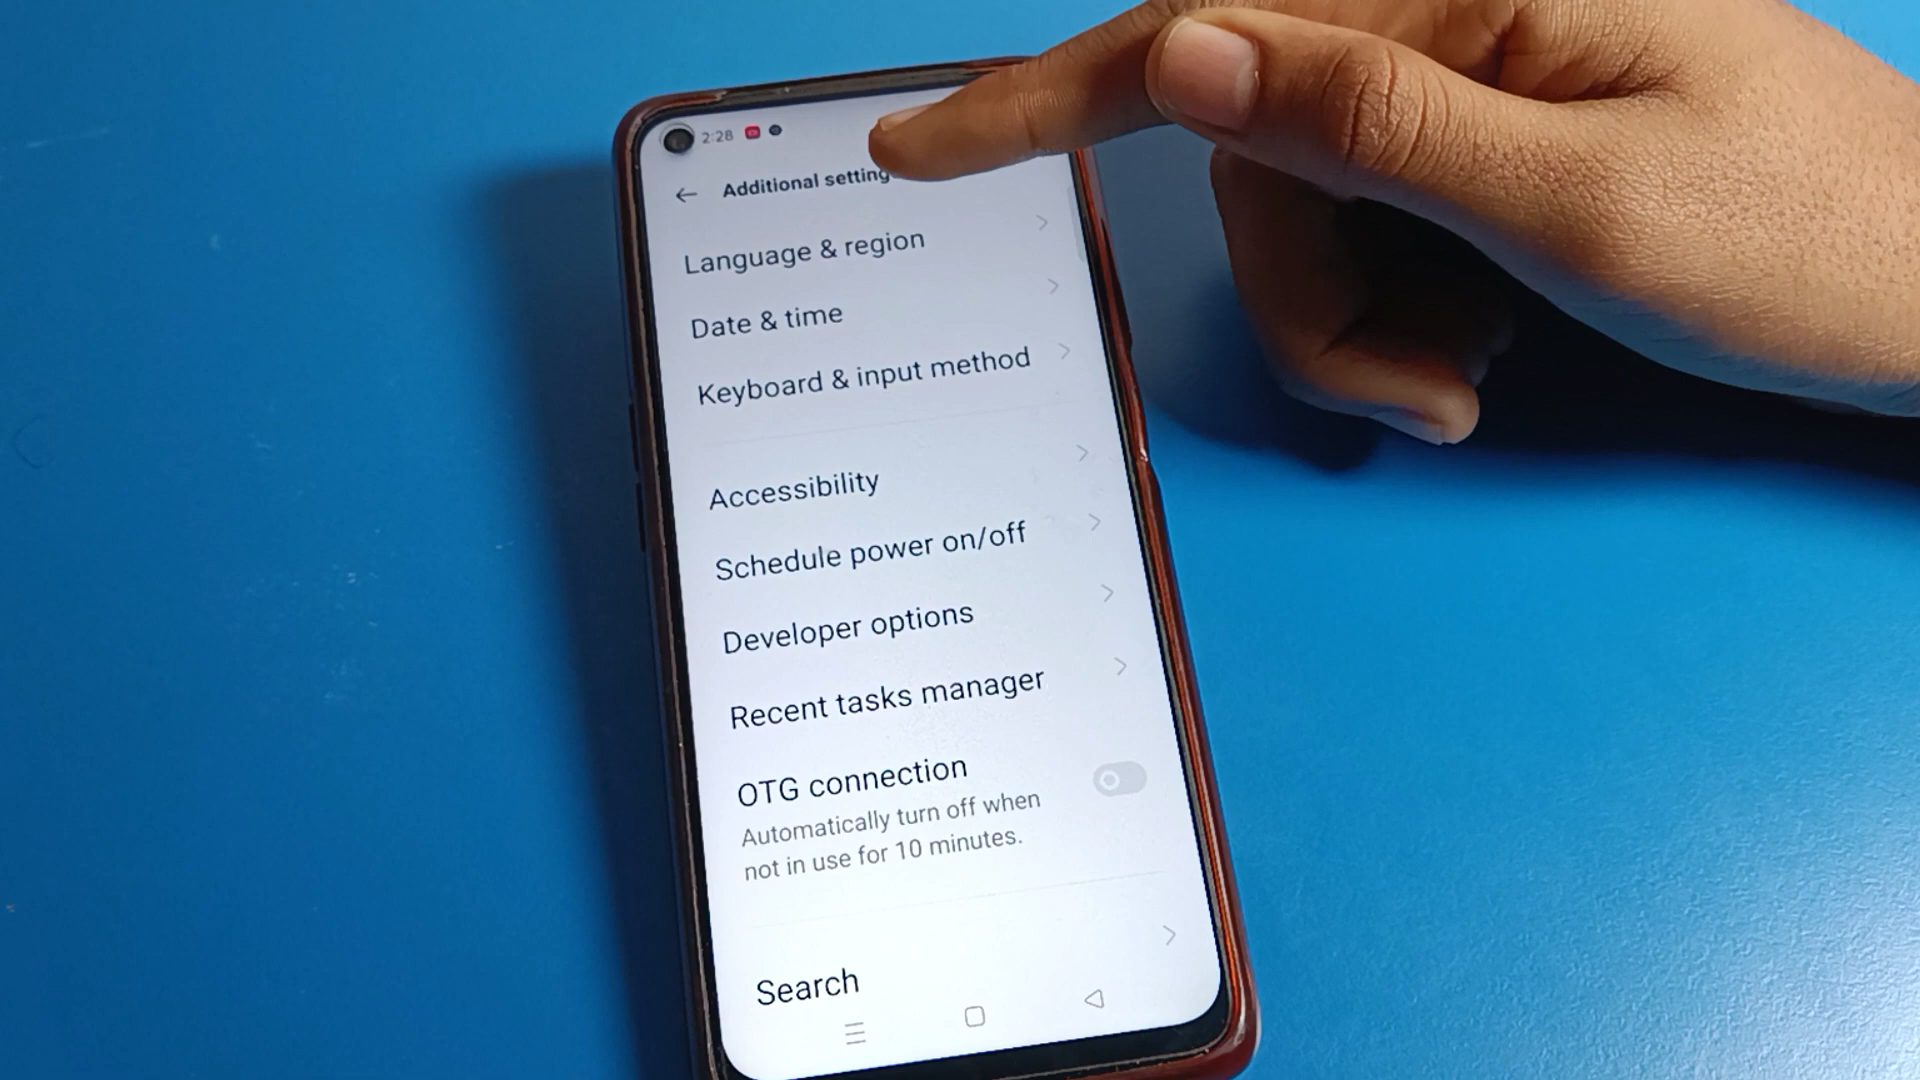 2:28
Additional setting
Language & region
Date & time
Keyboard & input method
Accessibility
Schedule power on/off
Developer options
Recent tasks manager
OTG connection
Automatically turn off when
not in use for 10 minutes.
Search